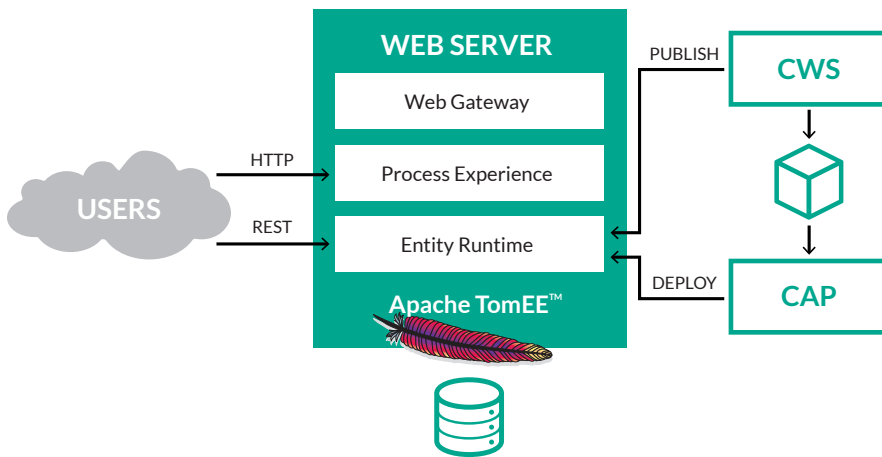 WEB SERVER
Web Gateway
Process Experience
Entity Runtime
Apache TomEE™
USERS
HTTP
REST
PUBLISH
DEPLOY
CWS
CAP